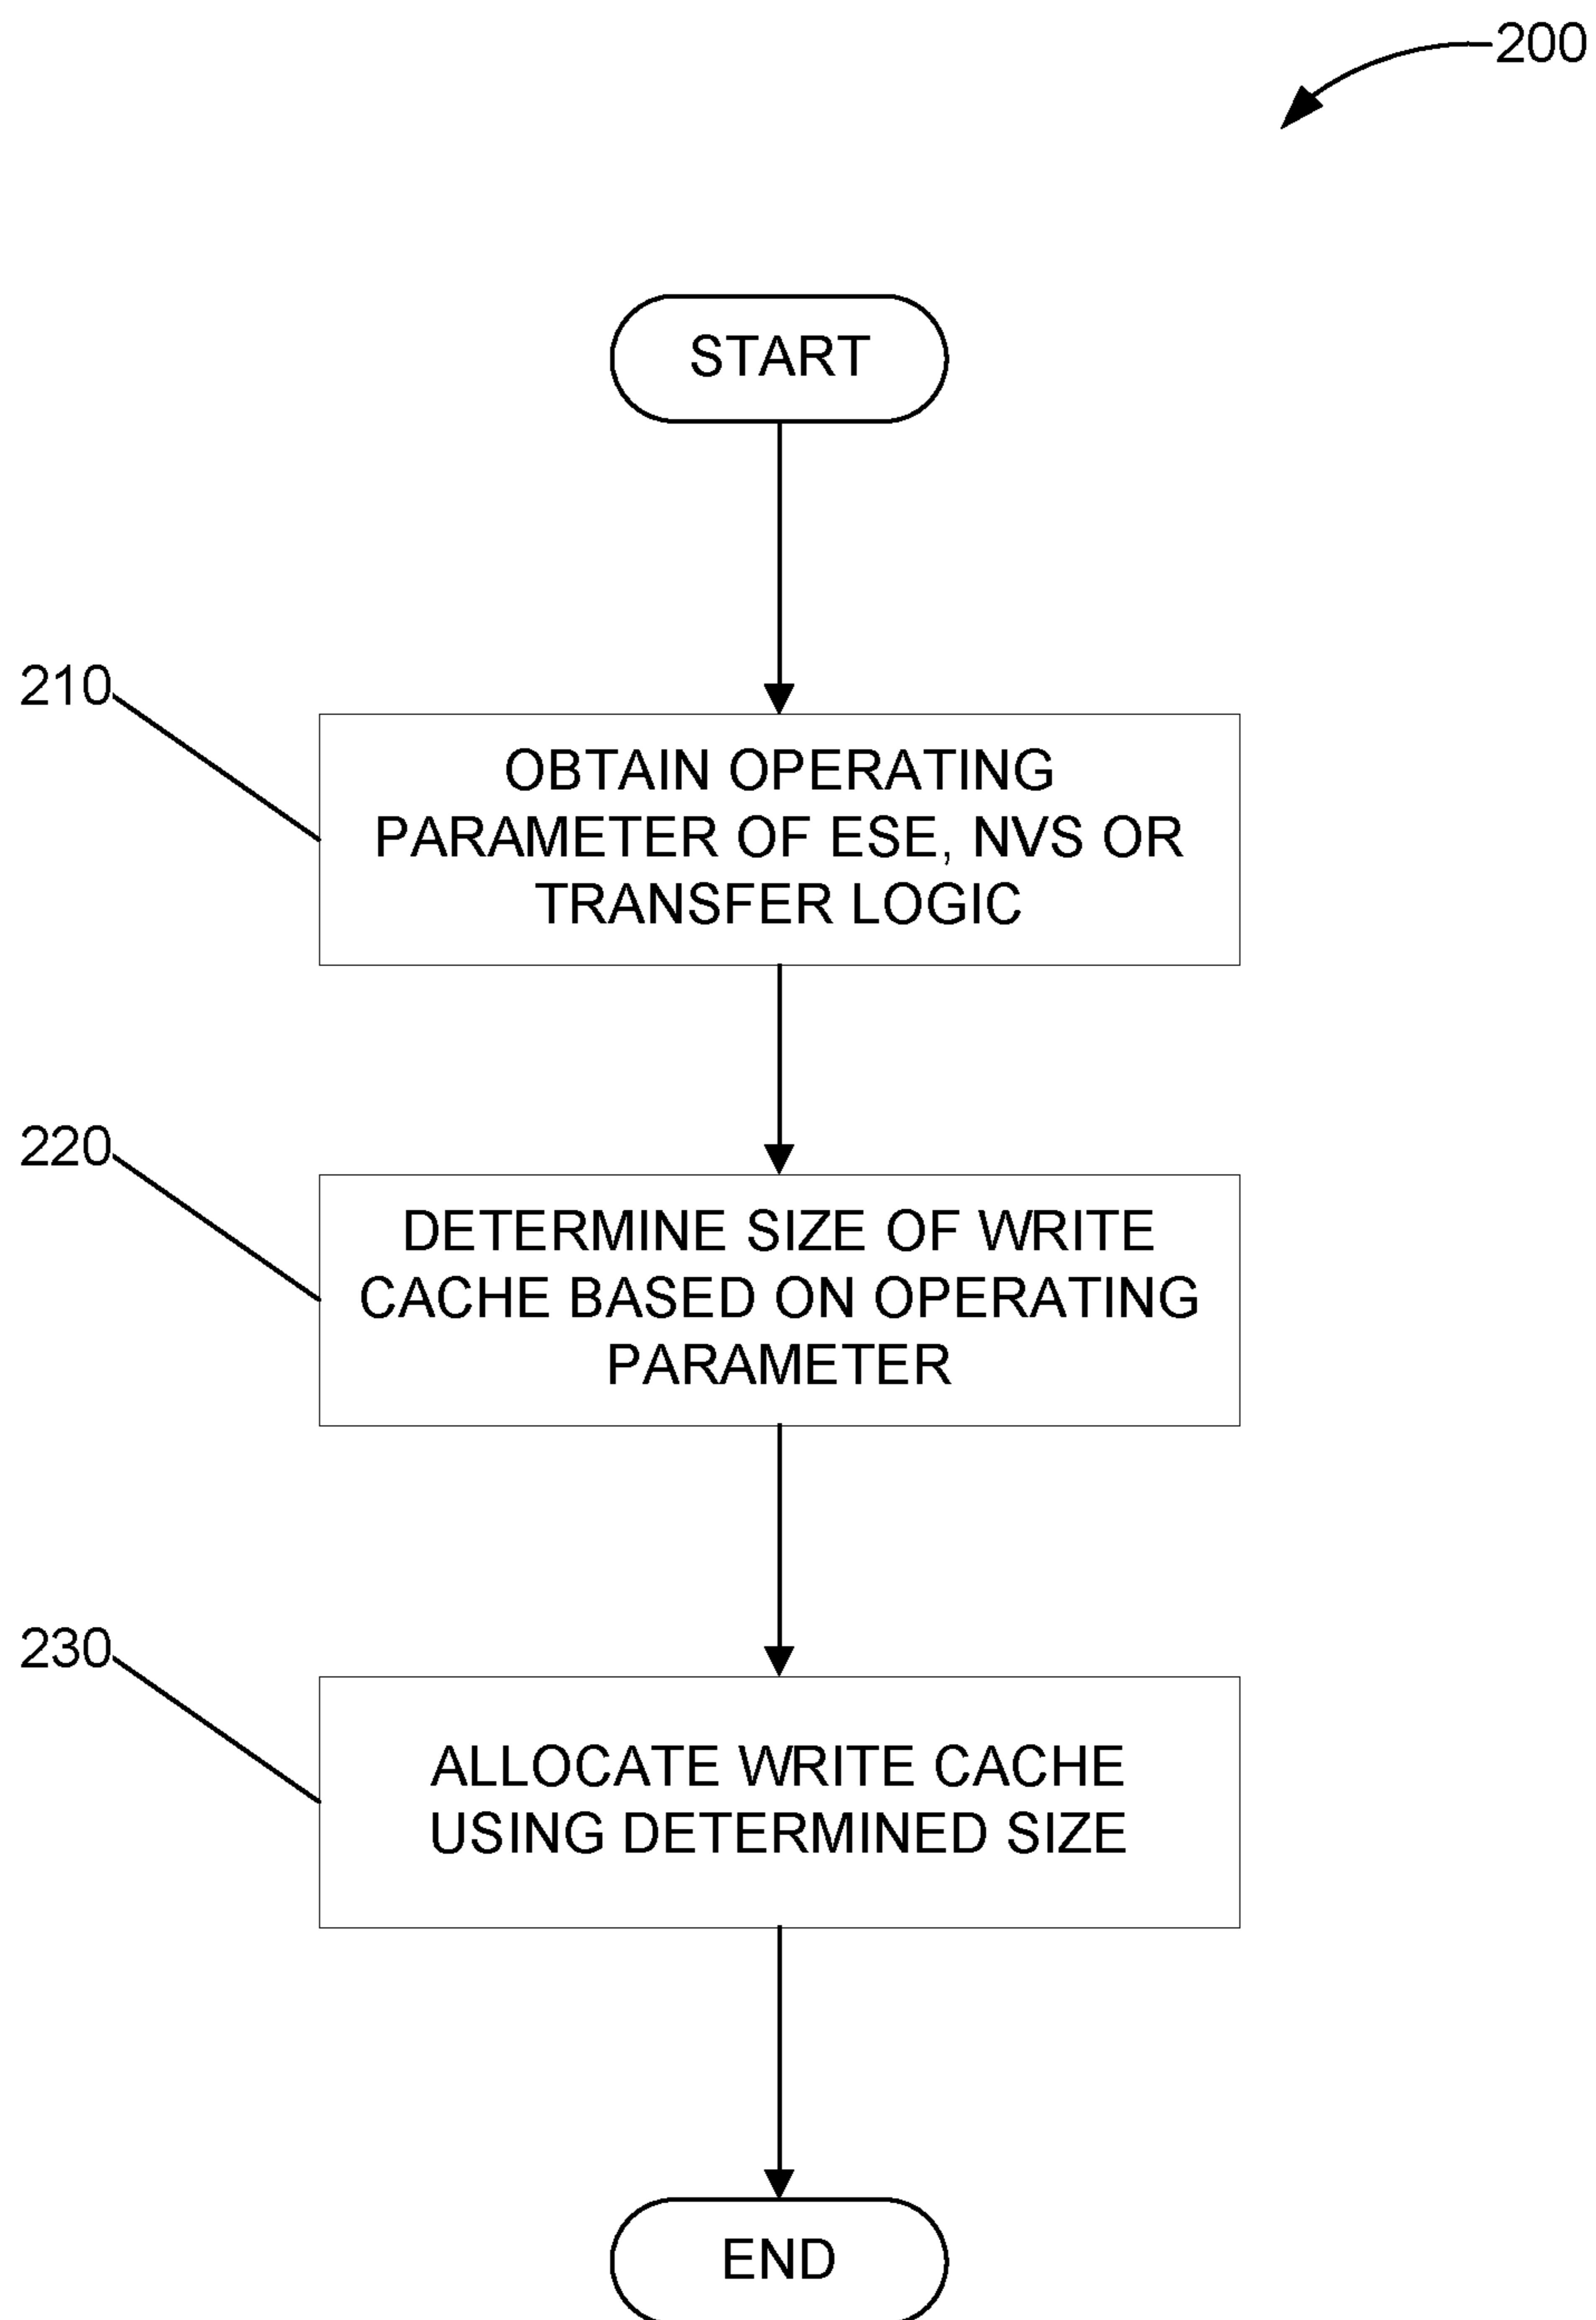 200
START
210
OBTAIN OPERATING
PARAMETER OF ESE, NVS OR
TRANSFER LOGIC
220
DETERMINE SIZE OF WRITE
CACHE BASED ON OPERATING
PARAMETER
230
ALLOCATE WRITE CACHE
USING DETERMINED SIZE
END